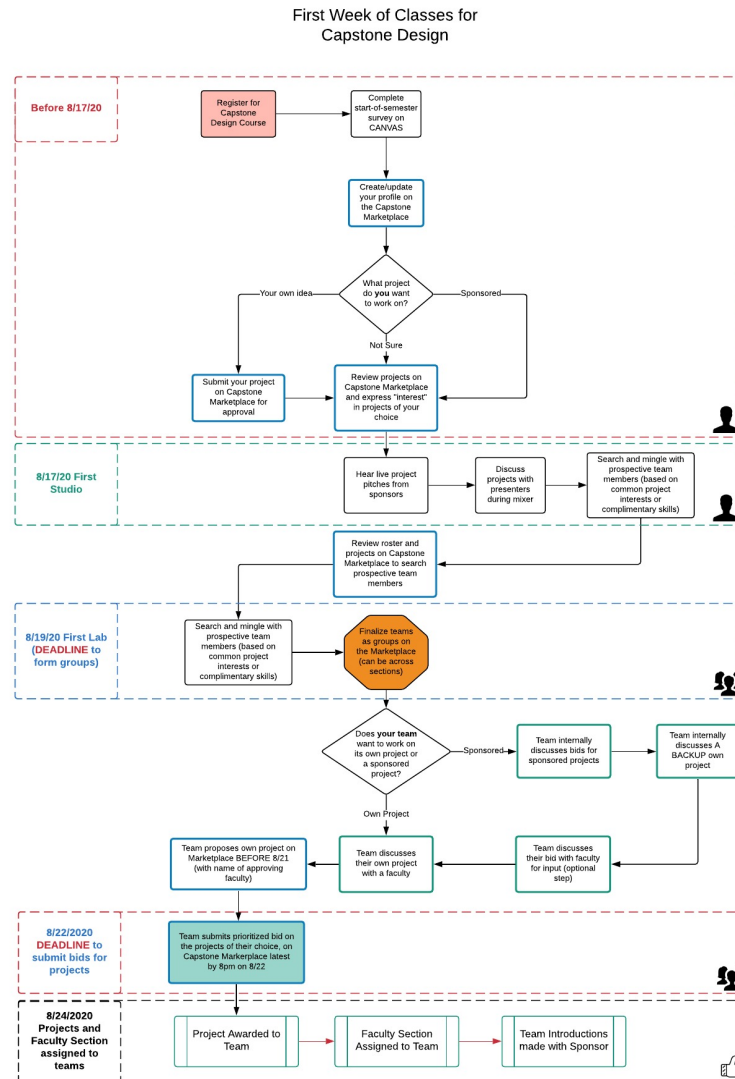 First Week of Classes for
Capstone Design
Before 8/17/20
Register for
Capstone
Design Course
Complete
start-of-semester
survey on
CANVAS
Create/update
your profile on
the Capstone
Marketplace
What project
do you want
to work on?
Your own idea
Sponsored
Not Sure
Submit your project
on Capstone
Marketplace for
approval
Review projects on
Capstone Marketplace
and express "interest"
in projects of your
choice
8/17/20 First
Studio
Hear live project
pitches from
sponsors
Discuss
projects with
presenters
during mixer
Search and mingle with
prospective team
members (based on
common project
interests or
complimentary skills)
Review roster and
projects on Capstone
Marketplace to search
prospective team
members
8/19/20 First Lab
(DEADLINE to
form groups)
Search and mingle with
prospective team
members (based on
common project
interests or
complimentary skills)
Finalize teams
as groups on
the Marketplace
(can be across
sections)
Does your team
want to work on
its own project or
a sponsored
project?
Sponsored
Team internally
discusses bids for
sponsored projects
Team internally
discusses A
BACKUP own
project
Own Project
Team proposes own project on
Marketplace BEFORE 8/21
(with name of approving
faculty)
Team discusses
their own project
with a faculty
Team discusses
their bid with faculty
for input (optional
step)
8/22/2020
DEADLINE to
submit bids for
projects
Team submits prioritized bid on
the projects of their choice, on
Capstone Markerplace latest
by 8pm on 8/22
8/24/2020
Projects and
Faculty Section
assigned to
teams
Project Awarded to
Team
Faculty Section
Assigned to Team
Team Introductions
made with Sponsor